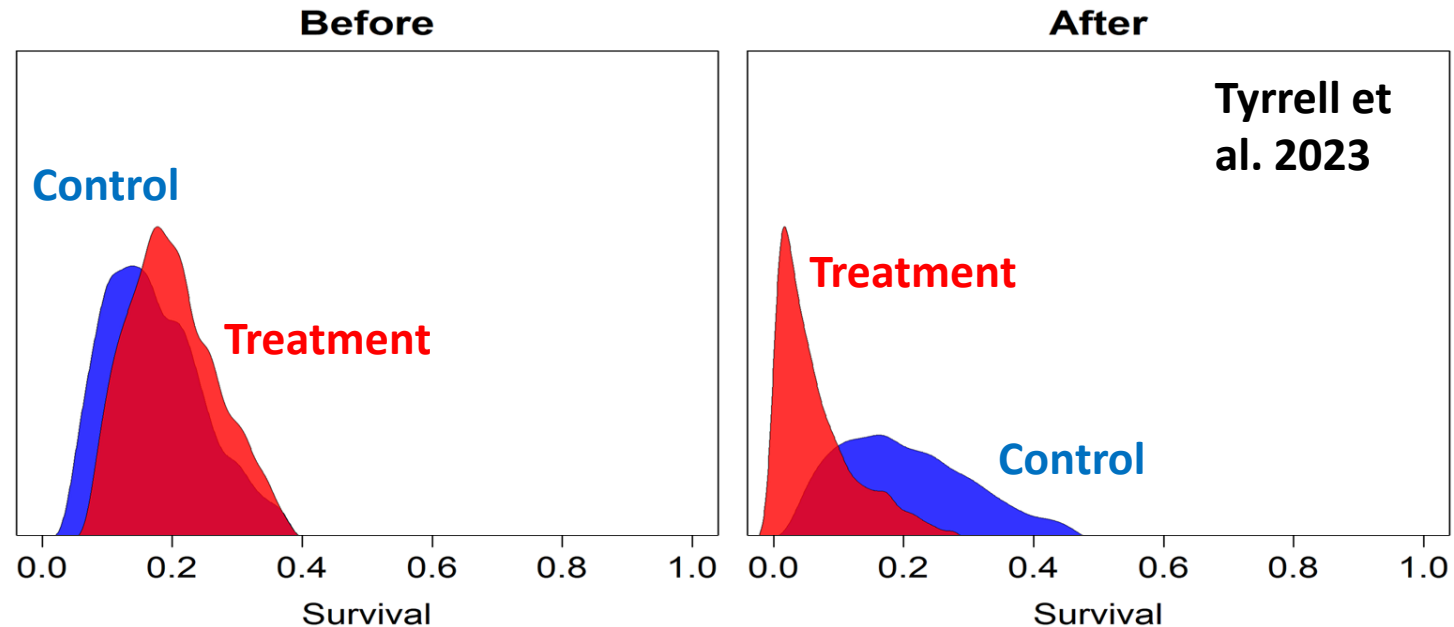 Before
Control
Treatment
0.0 0.2 0.4 0.6 0.8 1.0
Survival
After
Tyrrell et
al. 2023
Treatment
Control
0.0 0.2 0.4 0.6 0.8 1.0
Survival